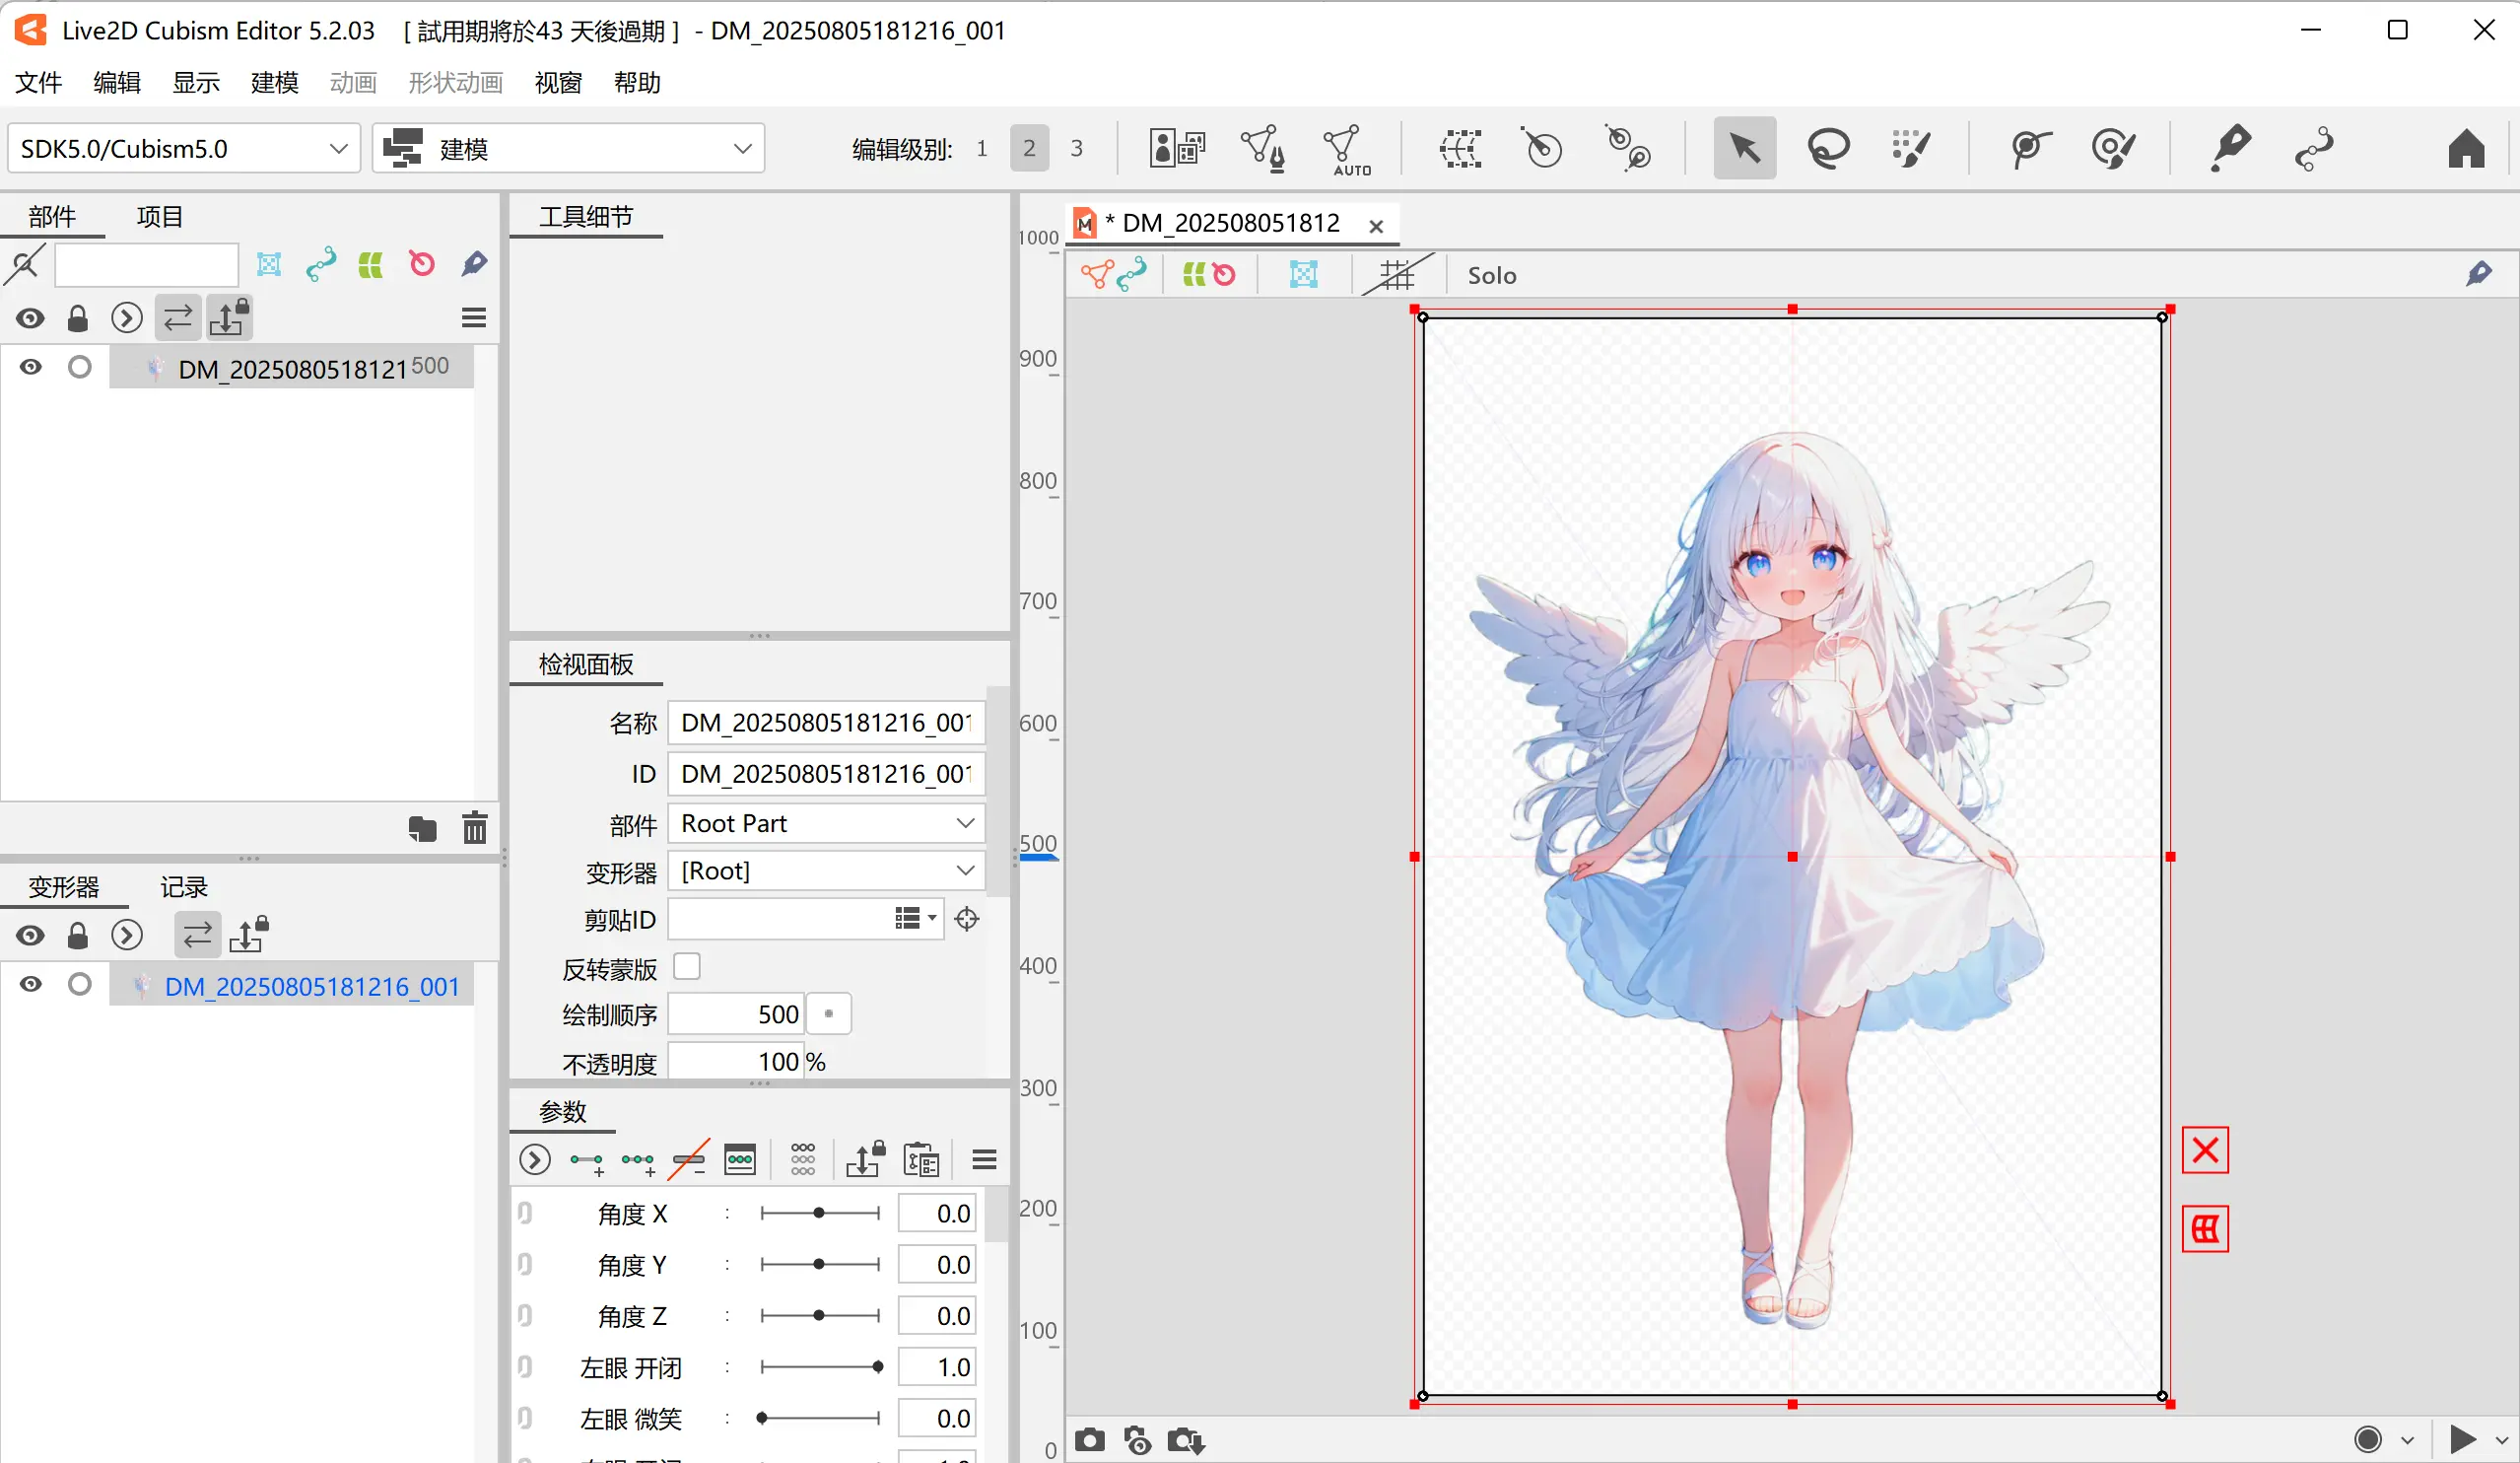 Live2D Cubism Editor 5.2.03 [ 試用期將於43 天後過期 ] - DM_20250805181216_001
文件 编辑 显示 建模 动画 形状动画 视窗 帮助
SDK5.0/Cubism5.0 建模 编辑级别: 1 2 3 AUTO
部件 项目
DM_2025080518121 500
变形器 记录
DM_20250805181216_001
工具细节
检视面板
名称 DM_20250805181216_001
ID DM_20250805181216_001
部件 Root Part
变形器 [Root]
剪贴ID
反转蒙版
绘制顺序 500
不透明度 100 %
参数
角度 X : 0.0
角度 Y : 0.0
角度 Z : 0.0
左眼 开闭 : 1.0
左眼 微笑 : 0.0
M * DM_202508051812
Solo
1000
900
800
700
600
500
400
300
200
100
0